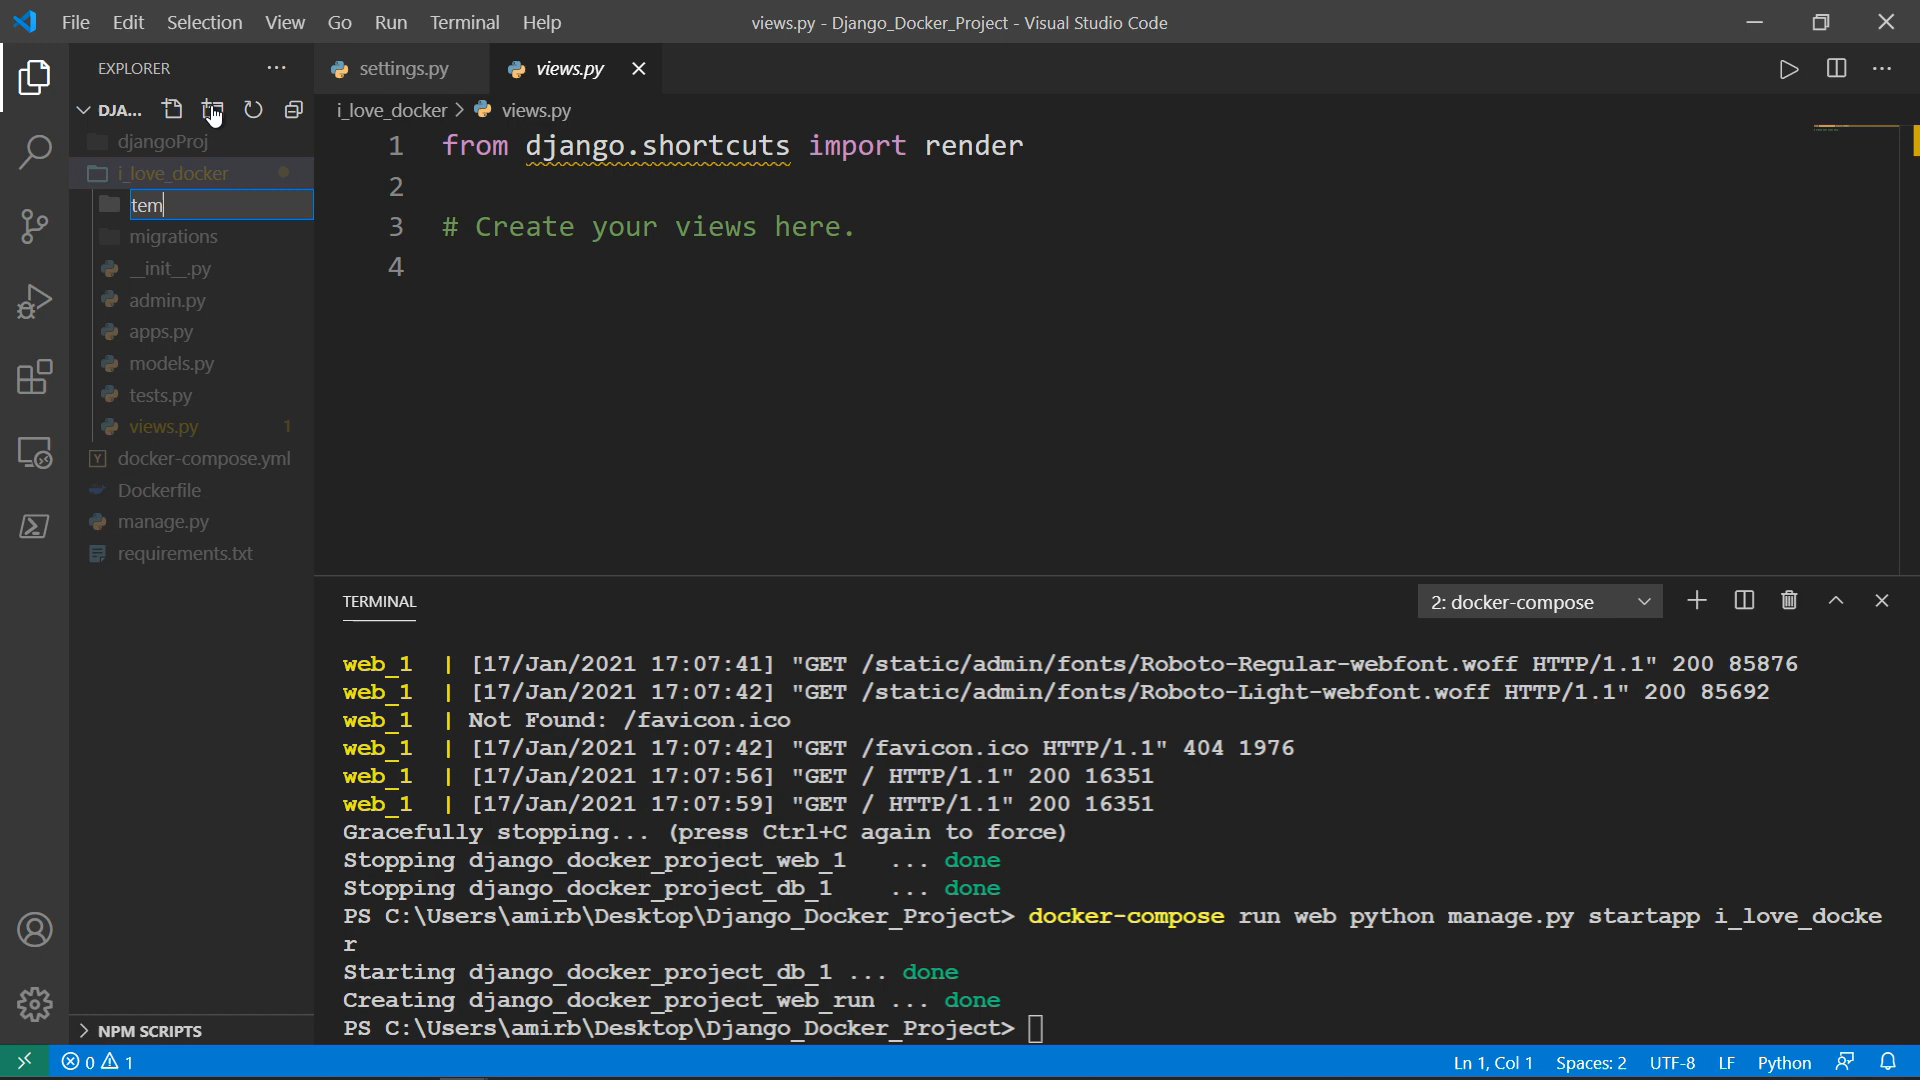 File Edit Selection View Go Run Terminal Help
views.py - Django_Docker_Project - Visual Studio Code
EXPLORER
settings.py
views.py
DJA...
i_love_docker > views.py
djangoProj
i_love_docker
tem
migrations
__init__.py
admin.py
apps.py
models.py
tests.py
views.py 1
docker-compose.yml
Dockerfile
manage.py
requirements.txt
NPM SCRIPTS
1 from django.shortcuts import render
2
3 # Create your views here.
4
TERMINAL
2: docker-compose
web_1 | [17/Jan/2021 17:07:41] "GET /static/admin/fonts/Roboto-Regular-webfont.woff HTTP/1.1" 200 85876
web_1 | [17/Jan/2021 17:07:42] "GET /static/admin/fonts/Roboto-Light-webfont.woff HTTP/1.1" 200 85692
web_1 | Not Found: /favicon.ico
web_1 | [17/Jan/2021 17:07:42] "GET /favicon.ico HTTP/1.1" 404 1976
web_1 | [17/Jan/2021 17:07:56] "GET / HTTP/1.1" 200 16351
web_1 | [17/Jan/2021 17:07:59] "GET / HTTP/1.1" 200 16351
Gracefully stopping... (press Ctrl+C again to force)
Stopping django_docker_project_web_1 ... done
Stopping django_docker_project_db_1 ... done
PS C:\Users\amirb\Desktop\Django_Docker_Project> docker-compose run web python manage.py startapp i_love_docke
r
Starting django_docker_project_db_1 ... done
Creating django_docker_project_web_run ... done
PS C:\Users\amirb\Desktop\Django_Docker_Project>
0 1
Ln 1, Col 1 Spaces: 2 UTF-8 LF Python